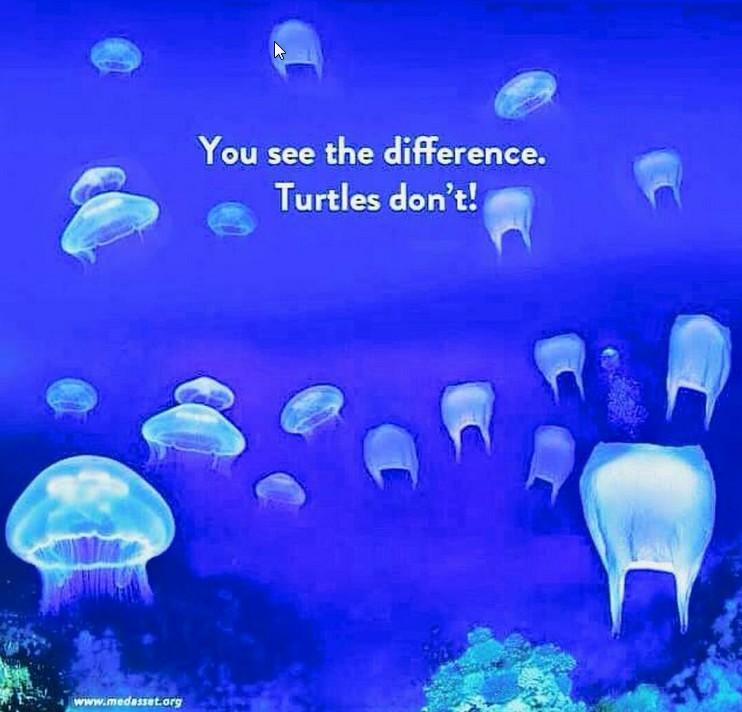 You see the difference.
Turtles don't!
www.medasset.org